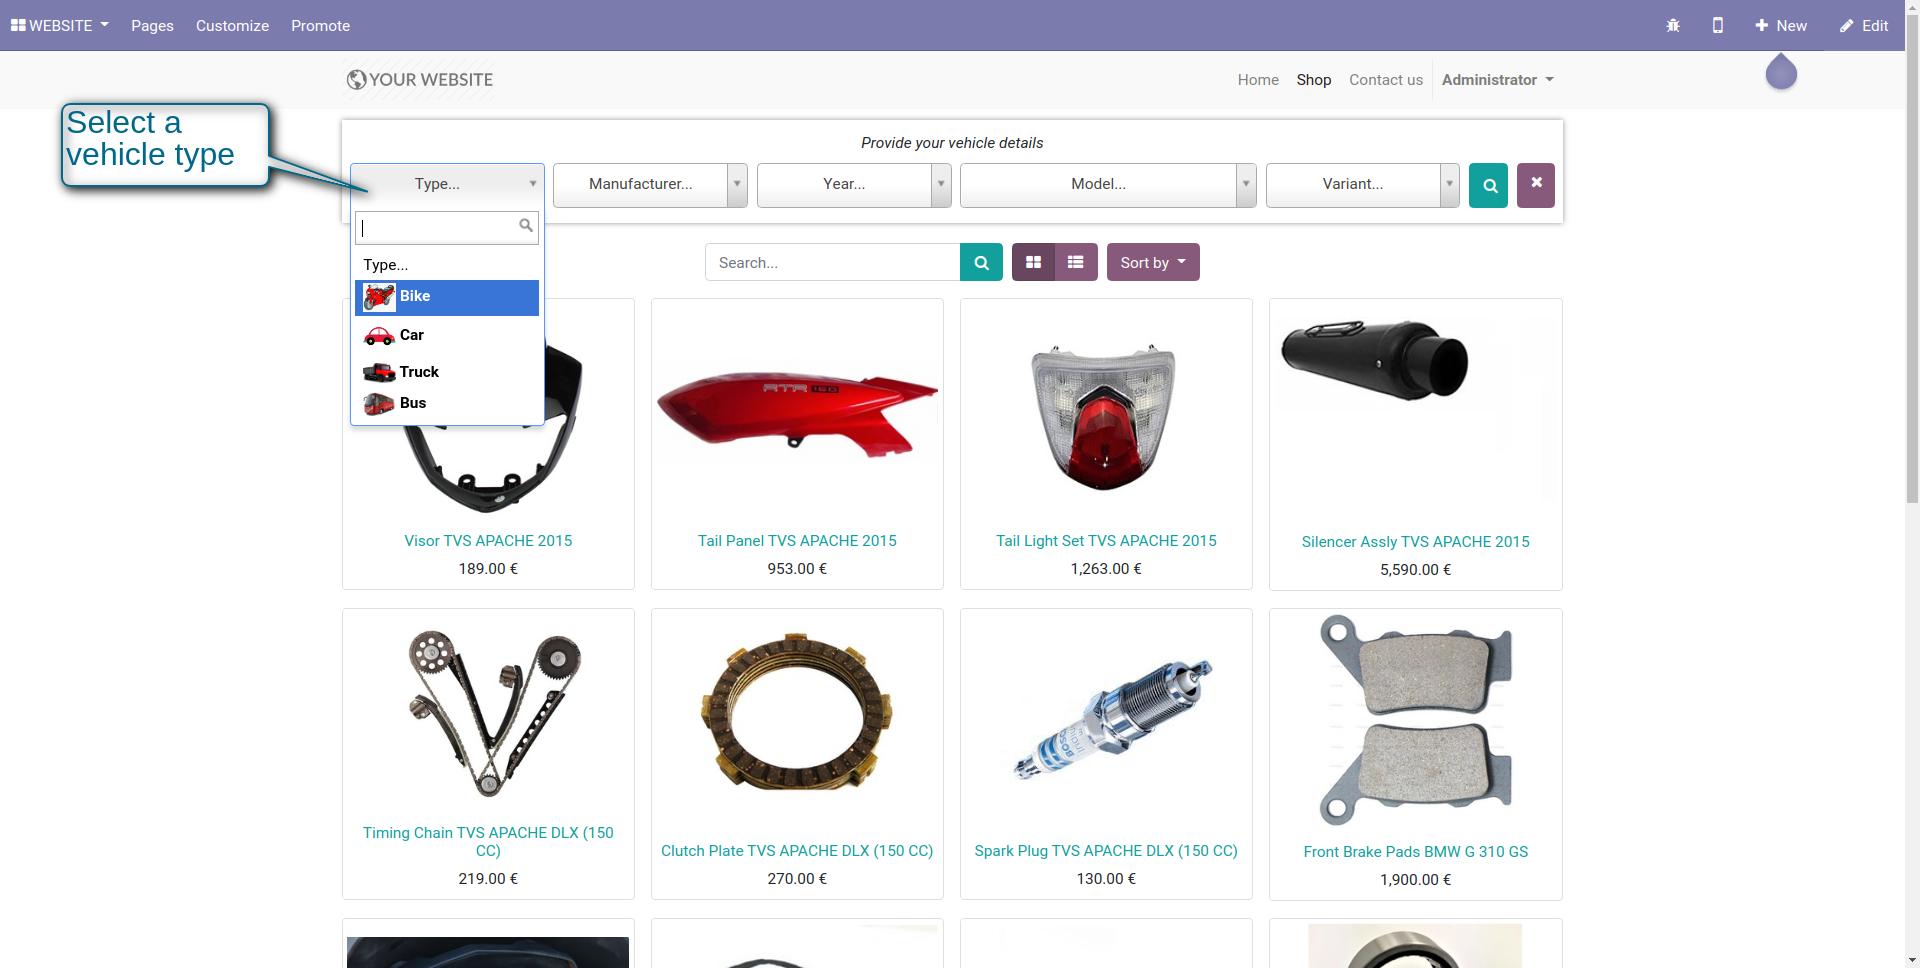 WEBSITE Pages Customize Promote New Edit
YOUR WEBSITE Home Shop Contact us Administrator
Select a
vehicle type
Provide your vehicle details
Type... Manufacturer... Year... Model... Variant...
Search... Sort by
Type...
Bike
Car
Truck
Bus
RTR 160
Visor TVS APACHE 2015
189.00 €
Tail Panel TVS APACHE 2015
953.00 €
Tail Light Set TVS APACHE 2015
1,263.00 €
Silencer Assly TVS APACHE 2015
5,590.00 €
Timing Chain TVS APACHE DLX (150
CC)
219.00 €
Clutch Plate TVS APACHE DLX (150 CC)
270.00 €
BOSCH
Spark Plug TVS APACHE DLX (150 CC)
130.00 €
Front Brake Pads BMW G 310 GS
1,900.00 €